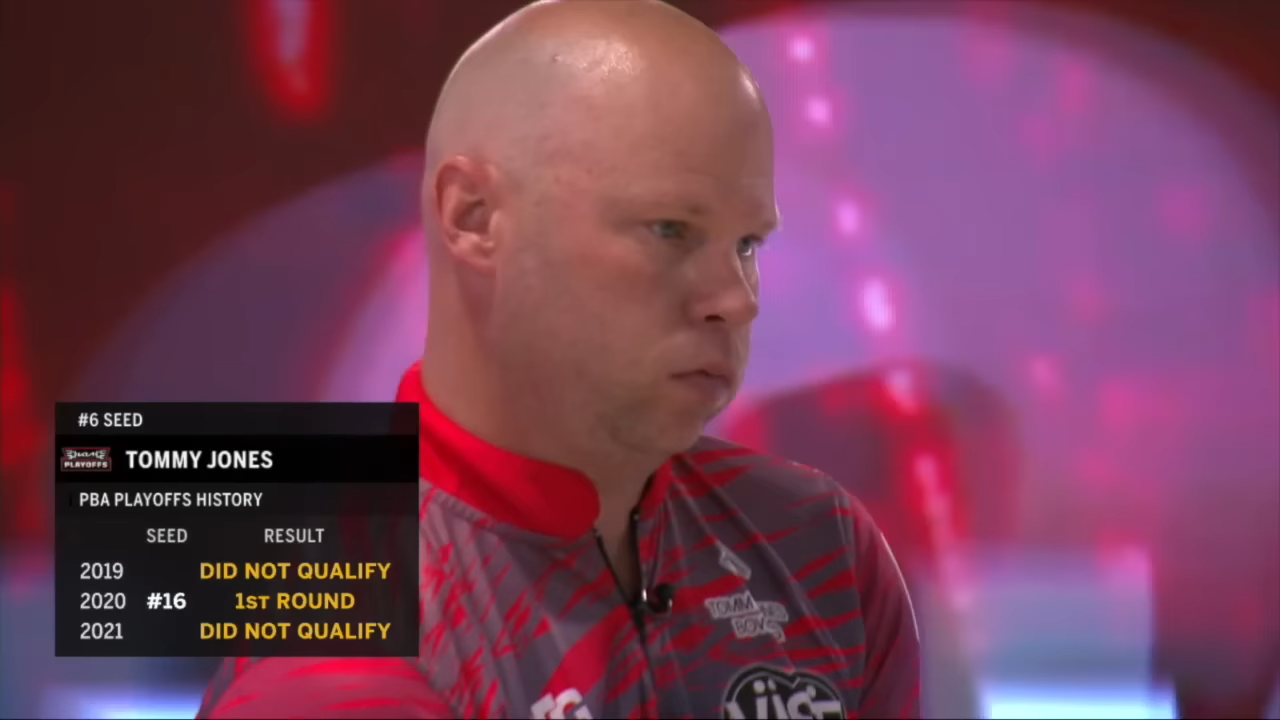 #6 SEED
PLAYOFFS
TOMMY JONES
PBA PLAYOFFS HISTORY
SEED RESULT
2019 DID NOT QUALIFY
2020 #16 1ST ROUND
2021 DID NOT QUALIFY